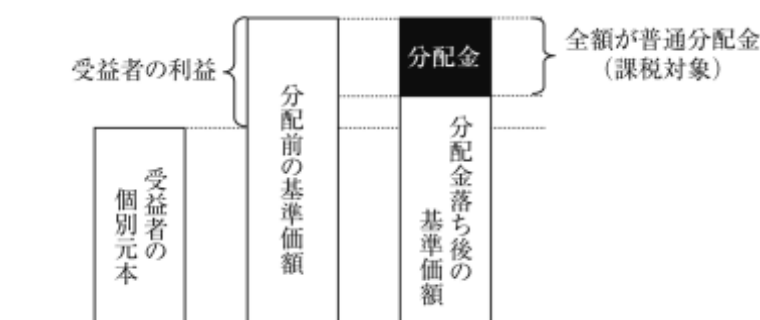 受益者の利益
受益者の
個別元本
分配前の基準価額
分配金
分配金落ち後の
基準価額
全額が普通分配金
（課税対象）